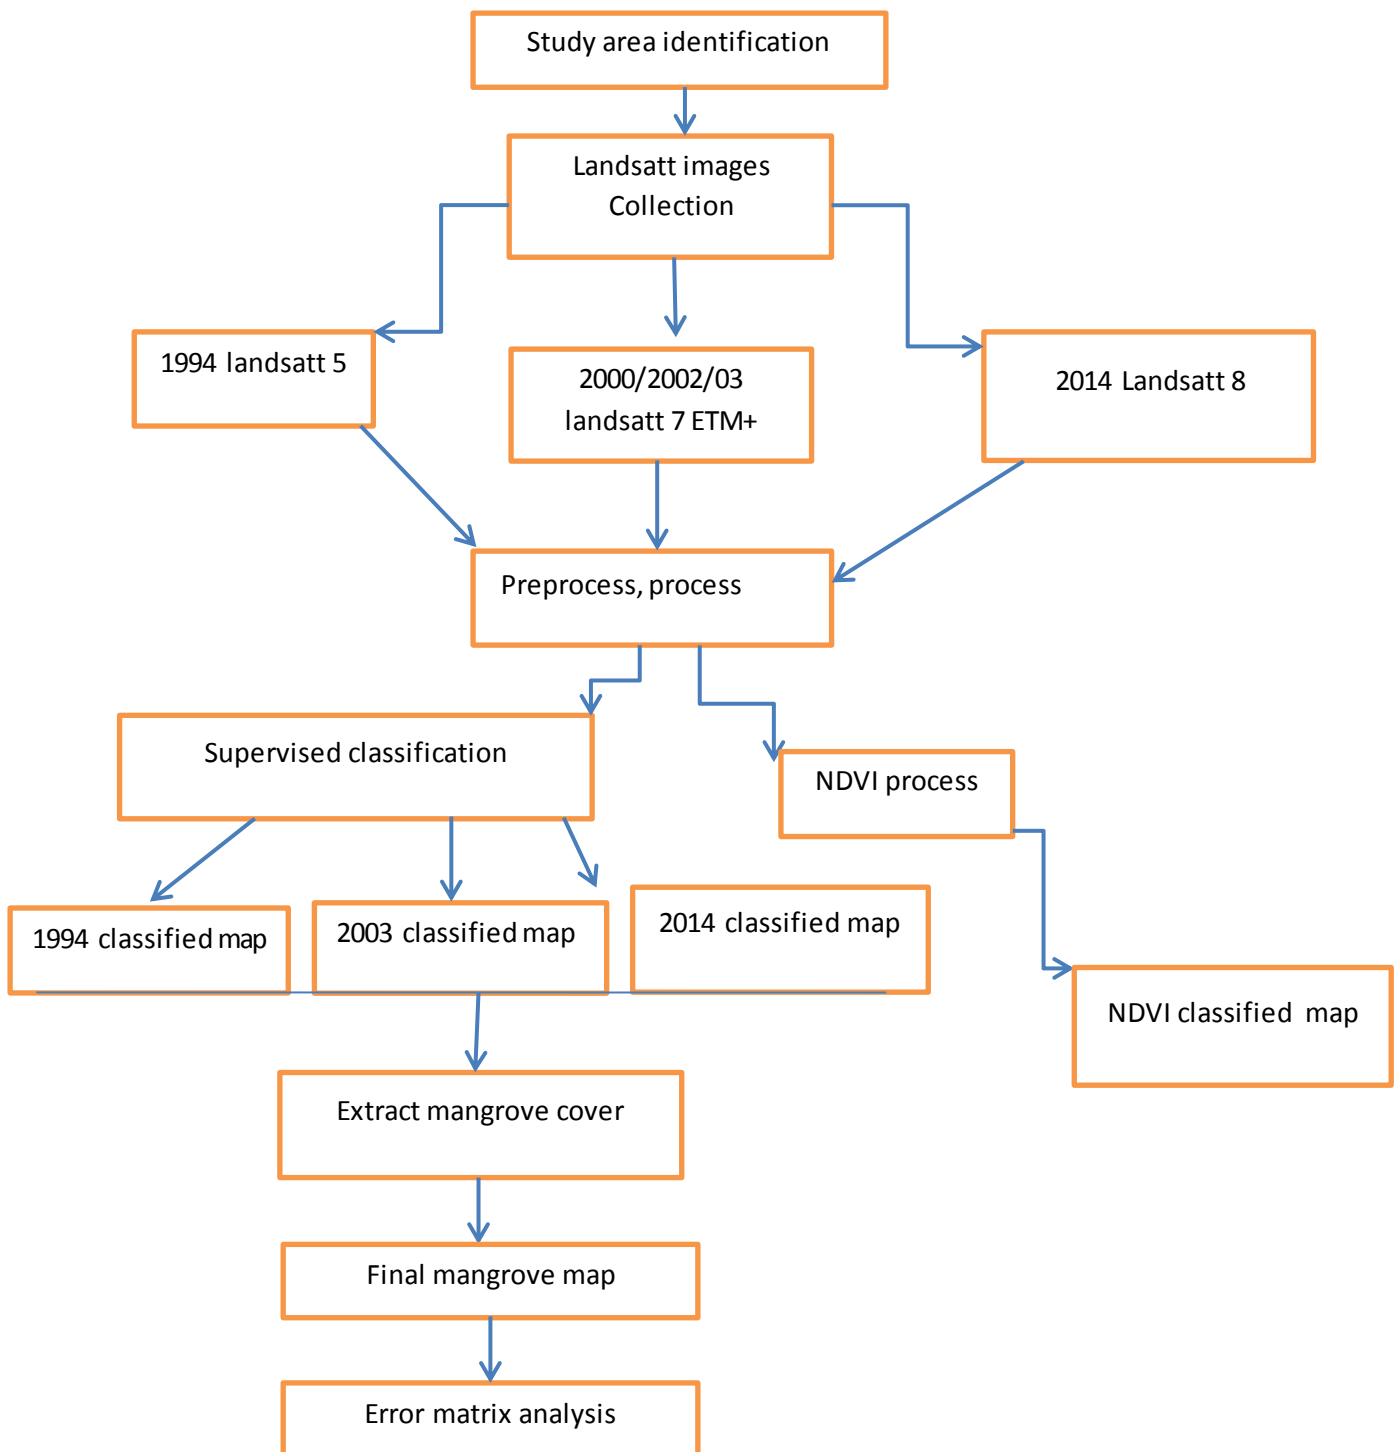 Study area identification
Landsatt images
Collection
1994 landsatt 5
2000/2002/03
landsatt 7 ETM+
2014 Landsatt 8
Preprocess, process
Supervised classification
NDVI process
1994 classified map
2003 classified map
2014 classified map
NDVI classified map
Extract mangrove cover
Final mangrove map
Error matrix analysis